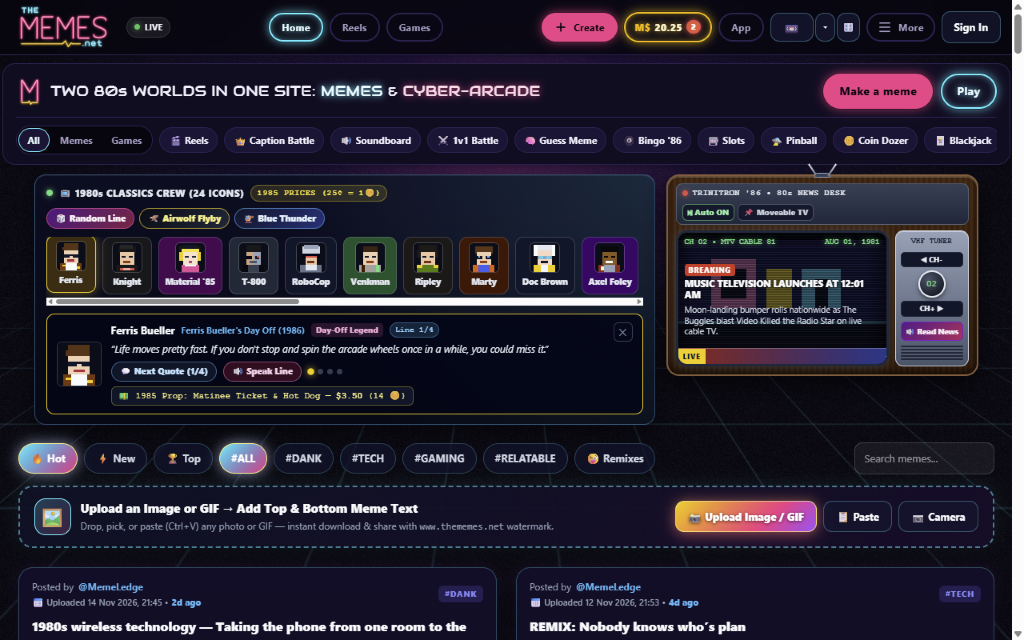 THE
MEMES
.net
LIVE
Home
Reels
Games
+ Create
M$ 20.25 2
App
More
Sign In
TWO 80s WORLDS IN ONE SITE: MEMES & CYBER-ARCADE
Make a meme
Play
All
Memes
Games
Reels
Caption Battle
Soundboard
1v1 Battle
Guess Meme
Bingo '86
Slots
Pinball
Coin Dozer
Blackjack
1980s CLASSICS CREW (24 ICONS)
1985 PRICES (25¢ = 1)
Random Line
Airwolf Flyby
Blue Thunder
Ferris
Knight
Material '85
T-800
RoboCop
Venkman
Ripley
Marty
Doc Brown
Axel Foley
Ferris Bueller
Ferris Bueller's Day Off (1986)
Day-Off Legend
Line 1/4
"Life moves pretty fast. If you don't stop and spin the arcade wheels once in a while, you could miss it."
Next Quote (1/4)
Speak Line
1985 Prop: Matinee Ticket & Hot Dog — $3.50 (14)
TRINITRON '86 • 80s NEWS DESK
Auto ON
Moveable TV
CH 02 • MTV CABLE 81
AUG 01, 1981
BREAKING
MUSIC TELEVISION LAUNCHES AT 12:01
AM
Moon-landing bumper rolls nationwide as The
Buggles blast Video Killed the Radio Star on live
cable TV.
LIVE
VHF TUNER
◀ CH-
02
CH+ ▶
Read News
Hot
New
Top
#ALL
#DANK
#TECH
#GAMING
#RELATABLE
Remixes
Search memes...
Upload an Image or GIF → Add Top & Bottom Meme Text
Drop, pick, or paste (Ctrl+V) any photo or GIF — instant download & share with www.thememes.net watermark.
Upload Image / GIF
Paste
Camera
Posted by @MemeLedge
Uploaded 14 Nov 2026, 21:45 • 2d ago
#DANK
1980s wireless technology — Taking the phone from one room to the
Posted by @MemeLedge
Uploaded 12 Nov 2026, 21:53 • 4d ago
#TECH
REMIX: Nobody knows who's plan